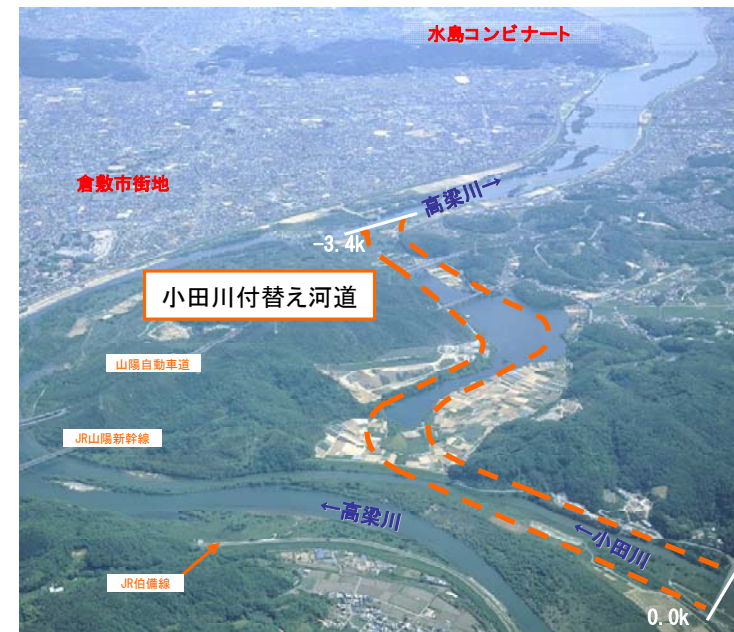 水島コンビナート
倉敷市街地
高梁川→
-3.4k
小田川付替え河道
山陽自動車道
JR山陽新幹線
←高梁川
←小田川
JR伯備線
0.0k